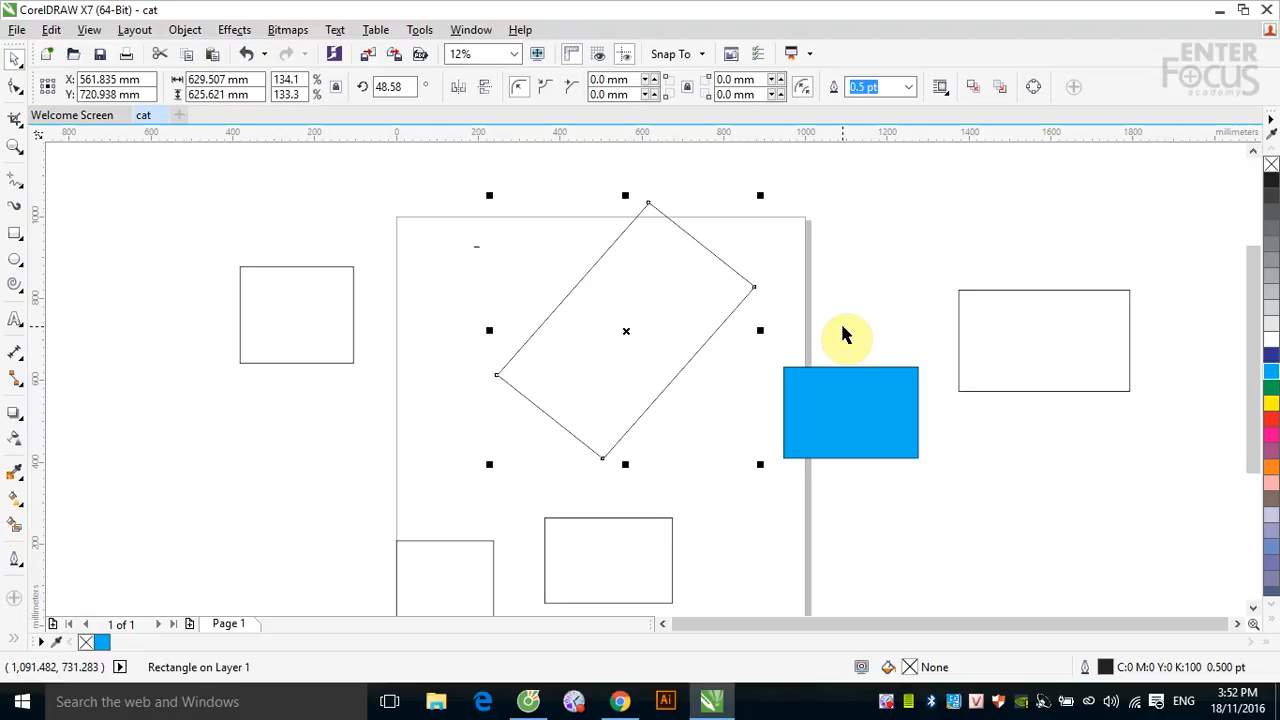 CorelDRAW X7 (64-Bit) - cat
File Edit View Layout Object Effects Bitmaps Text Table Tools Window Help
12% Snap To
ENTER FOCUS academy
X: 561.835 mm 629.507 mm 134.1 % 48.58 ° 0.0 mm 0.0 mm 0.5 pt
Y: 720.938 mm 625.621 mm 133.3 % 0.0 mm 0.0 mm
Welcome Screen cat
800 600 400 200 0 200 400 600 800 1000 1200 1400 1600 1800 millimeters
1000
800
600
400
200
millimeters
1 of 1 Page 1
( 1,091.482, 731.283 ) Rectangle on Layer 1 None C:0 M:0 Y:0 K:100 0.500 pt
Search the web and Windows Ai ENG 3:52 PM
18/11/2016